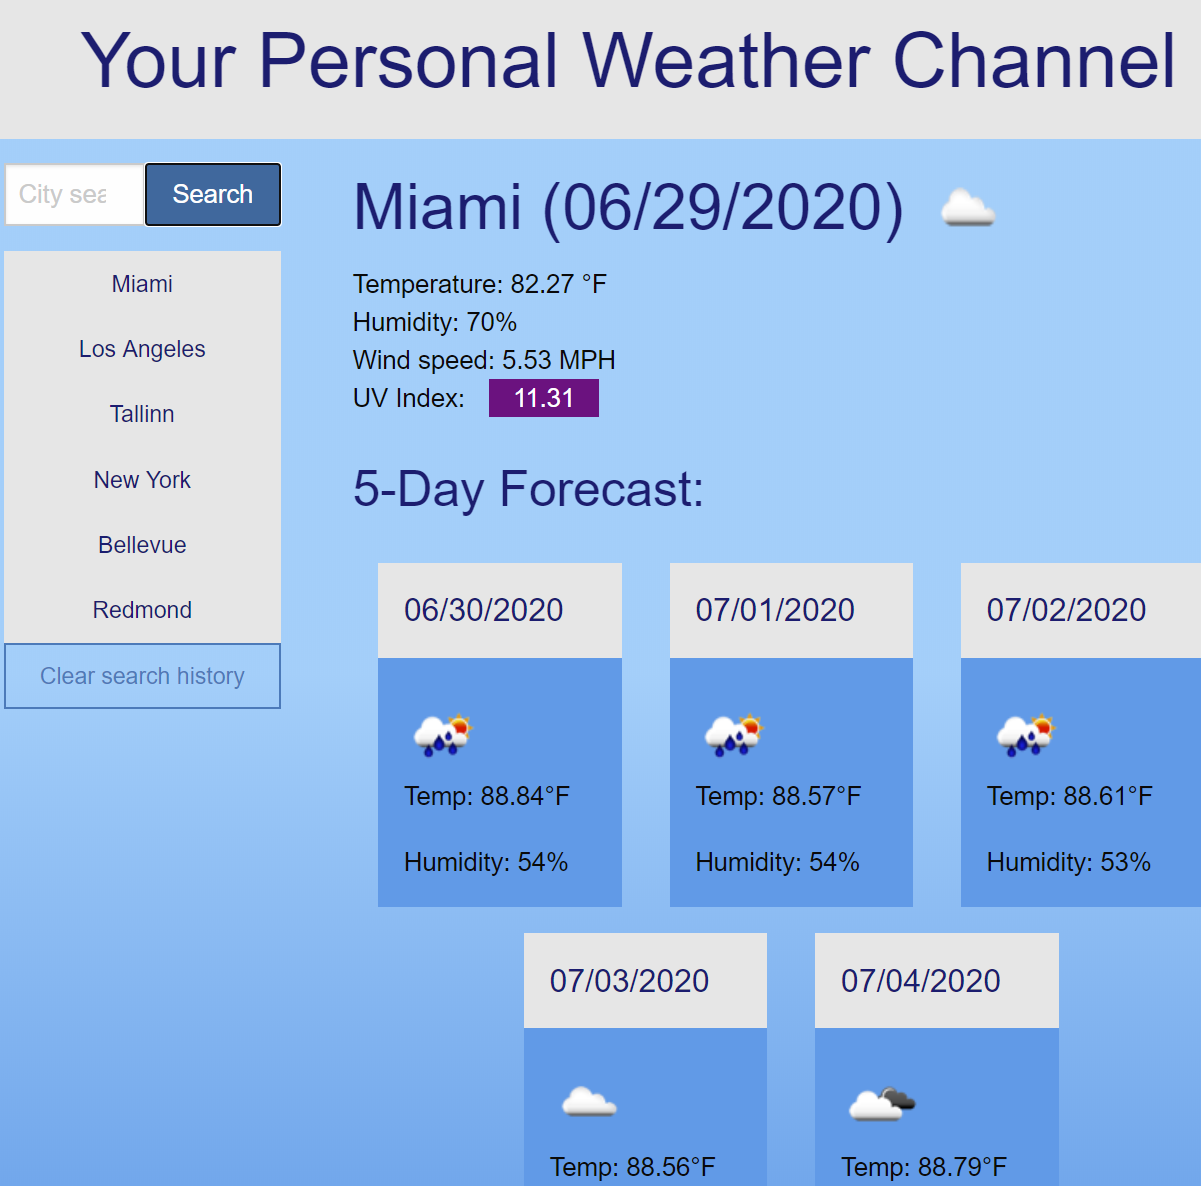 Your Personal Weather Channel
City sea
Search
Miami
Los Angeles
Tallinn
New York
Bellevue
Redmond
Clear search history
Miami (06/29/2020)
Temperature: 82.27 °F
Humidity: 70%
Wind speed: 5.53 MPH
UV Index: 11.31
5-Day Forecast:
06/30/2020
Temp: 88.84°F
Humidity: 54%
07/01/2020
Temp: 88.57°F
Humidity: 54%
07/02/2020
Temp: 88.61°F
Humidity: 53%
07/03/2020
Temp: 88.56°F
07/04/2020
Temp: 88.79°F